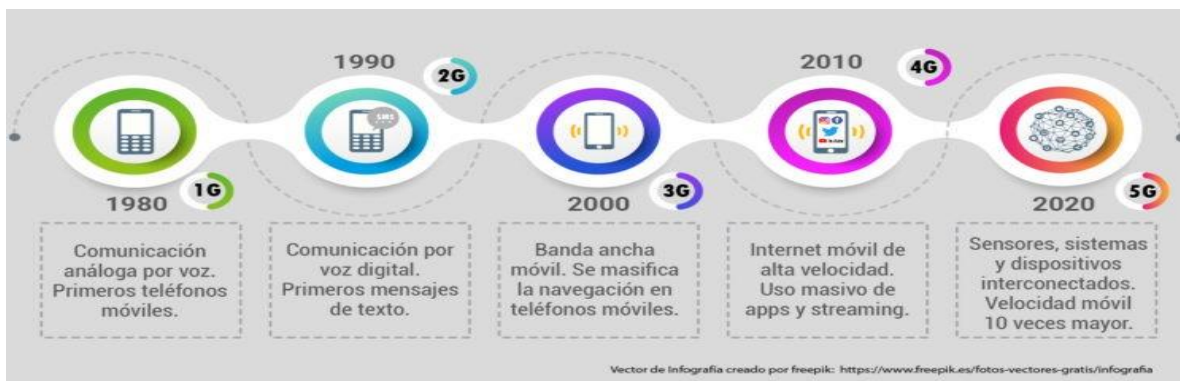 1980
1G
Comunicación
análoga por voz.
Primeros teléfonos
móviles.
1990
2G
SMS
Comunicación por
voz digital.
Primeros mensajes
de texto.
2000
3G
Banda ancha
móvil. Se masifica
la navegación en
teléfonos móviles.
2010
4G
Internet móvil de
alta velocidad.
Uso masivo de
apps y streaming.
2020
5G
Sensores, sistemas
y dispositivos
interconectados.
Velocidad móvil
10 veces mayor.
Vector de Infografía creado por freepik: https://www.freepik.es/fotos-vectores-gratis/infografia